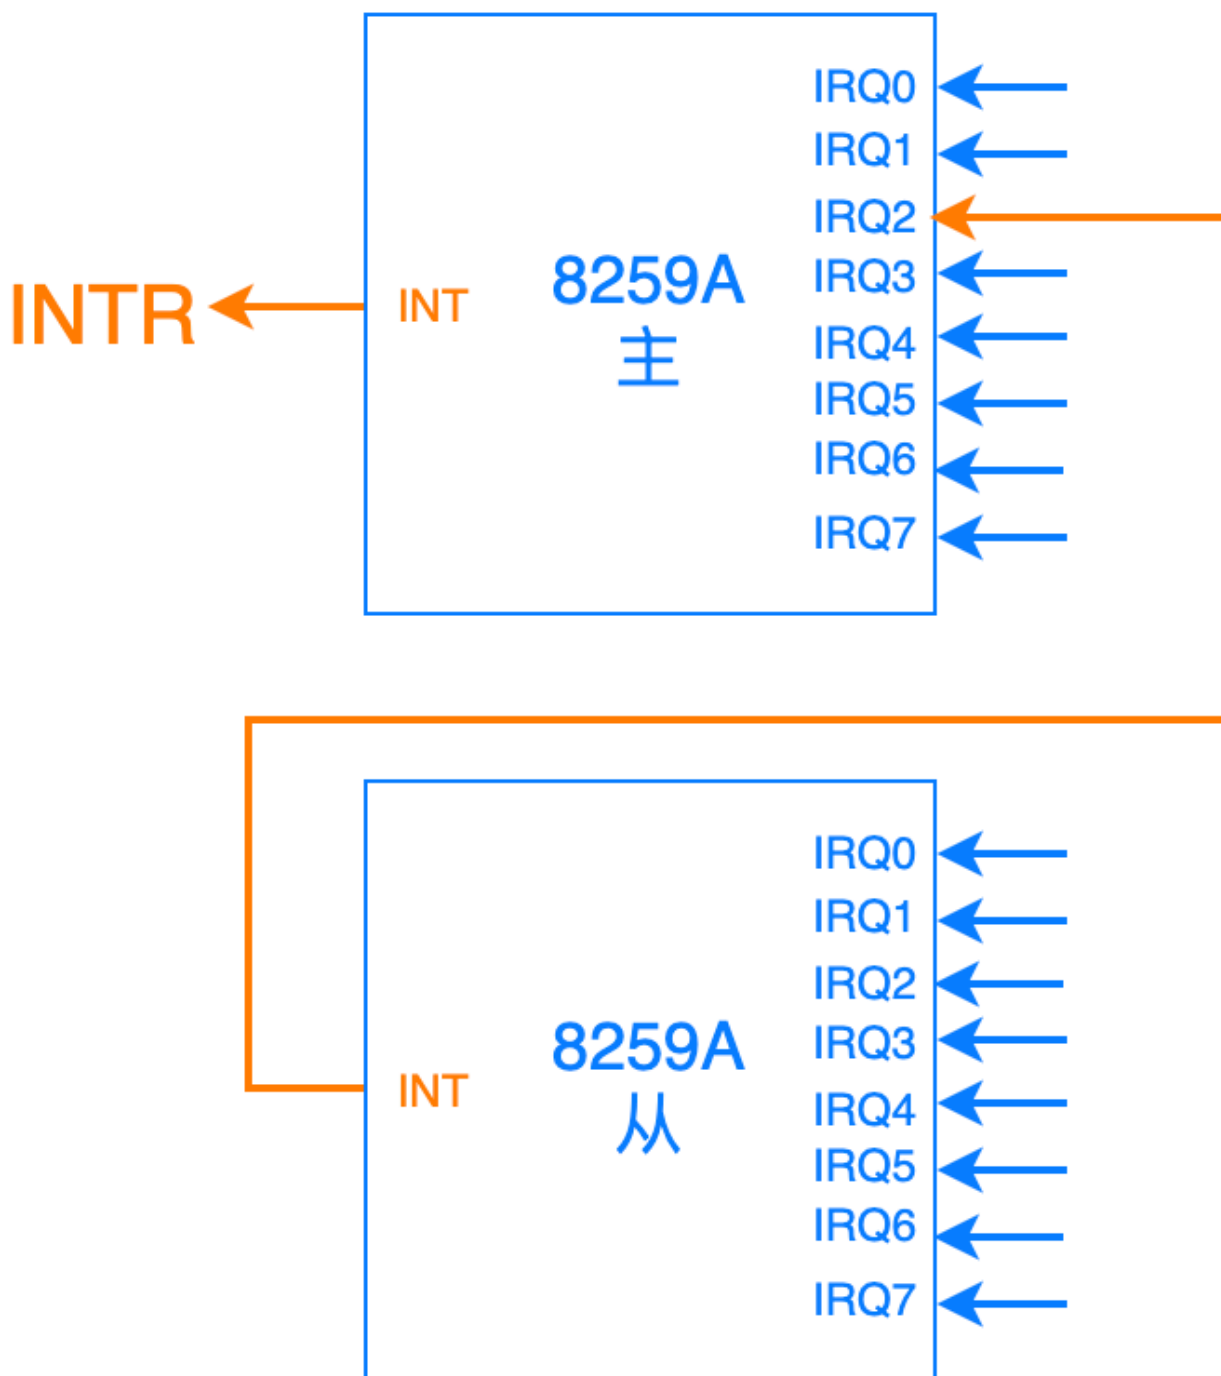 IRQ0
IRQ1
IRQ2
IRQ3
IRQ4
IRQ5
IRQ6
IRQ7
INTR
INT
8259A
主
IRQ0
IRQ1
IRQ2
IRQ3
IRQ4
IRQ5
IRQ6
IRQ7
INT
8259A
从